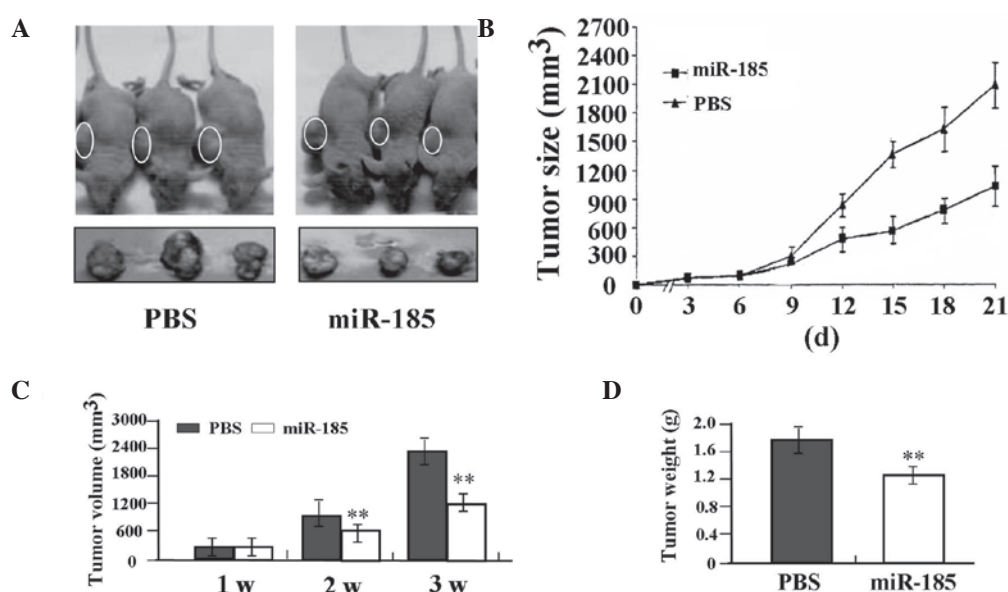 A
PBS
miR-185
B
Tumor size (mm3)
2700
2400
2100
1800
1500
1200
900
600
300
0
miR-185
PBS
0 3 6 9 12 15 18 21
(d)
C
Tumor volume (mm3)
3000
2400
1800
1200
600
0
PBS miR-185
**
**
1 w 2 w 3 w
D
Tumor weight (g)
2.0
1.6
1.2
0.8
0.4
0
**
PBS miR-185